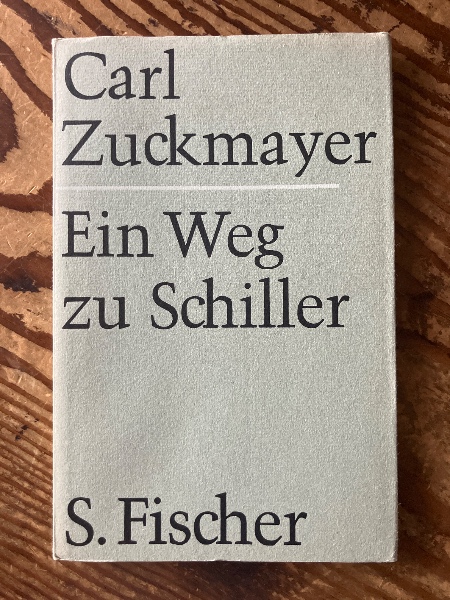 Carl
Zuckmayer
Ein Weg
zu Schiller
S. Fischer